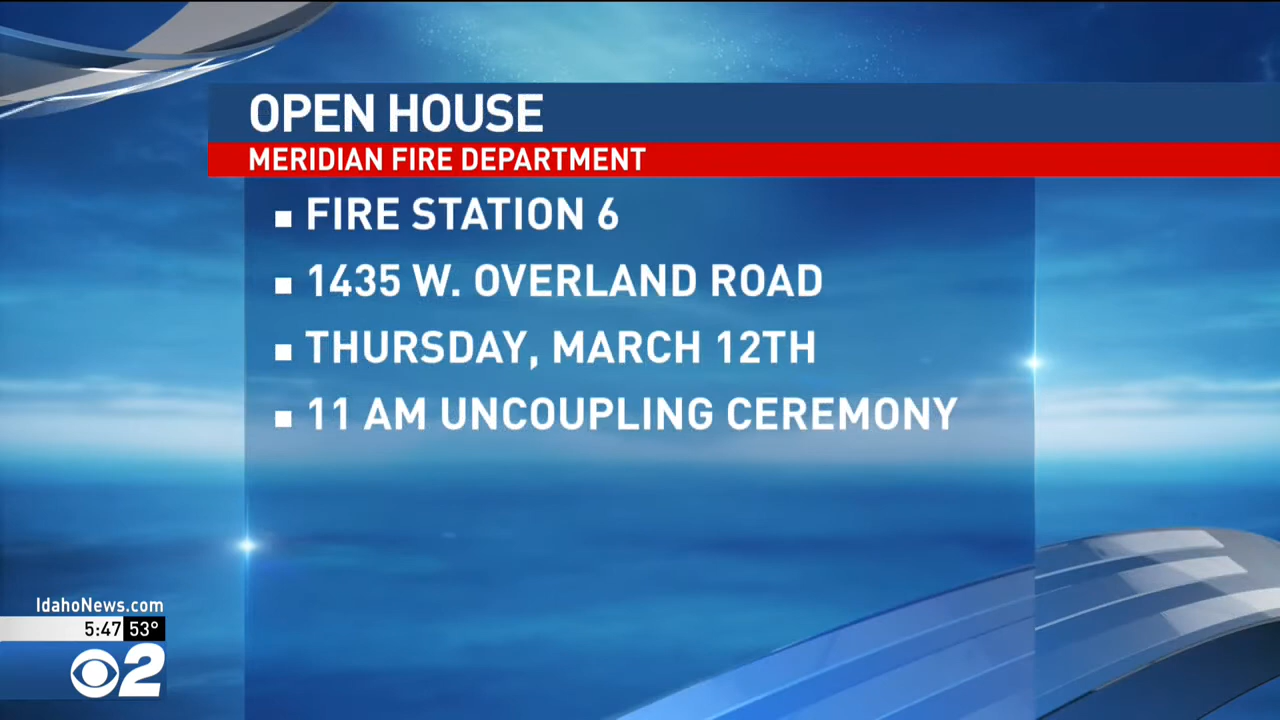 OPEN HOUSE
MERIDIAN FIRE DEPARTMENT
▪ FIRE STATION 6
▪ 1435 W. OVERLAND ROAD
▪ THURSDAY, MARCH 12TH
▪ 11 AM UNCOUPLING CEREMONY
IdahoNews.com
5:47 53°
2